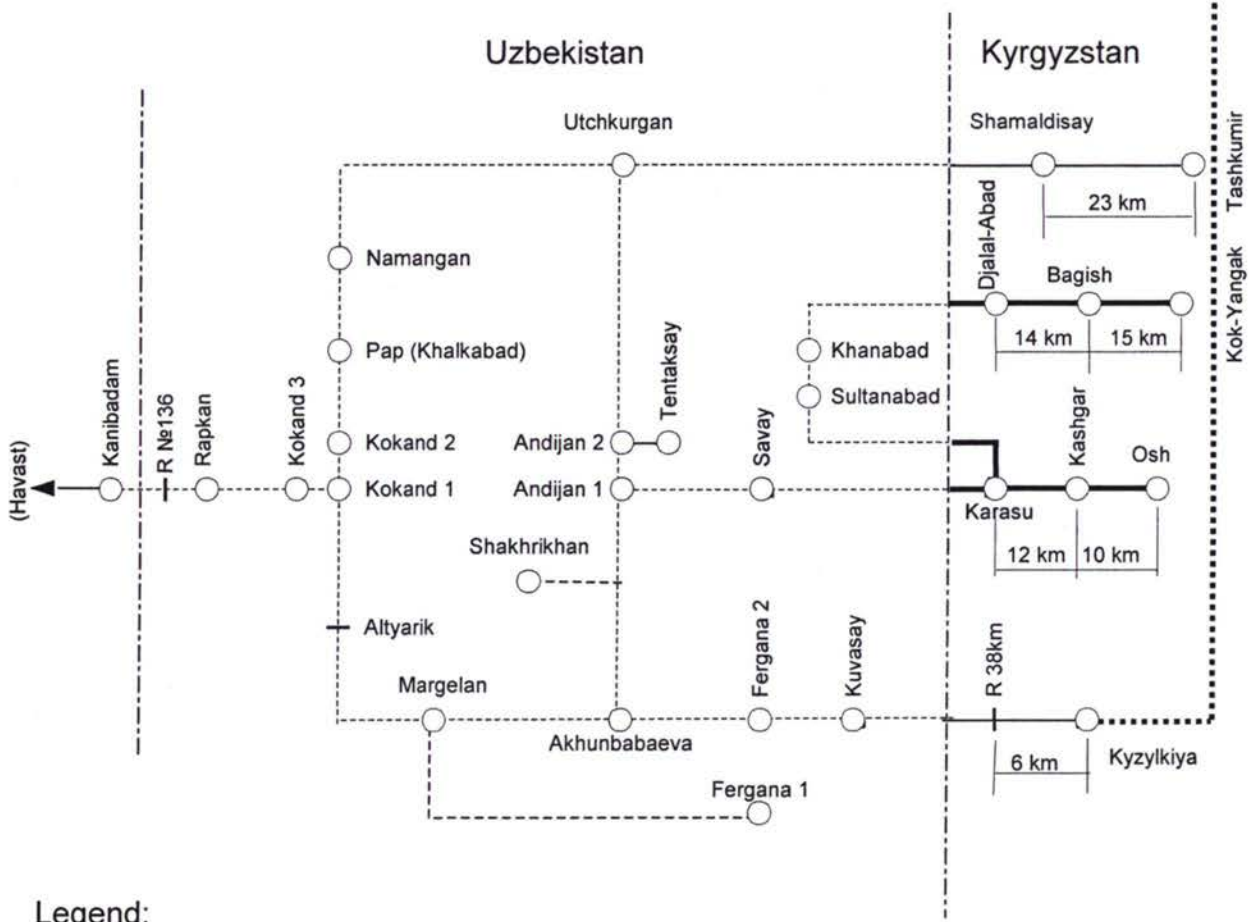 Uzbekistan
Kyrgyzstan
Utchkurgan
Shamaldisay
Tashkumir
23 km
Djalal-Abad
Bagish
Kok-Yangak
Namangan
14 km
15 km
Pap (Khalkabad)
Khanabad
Sultanabad
Tentaksay
Kanibadam
R №136
Rapkan
Kokand 3
Kokand 2
Andijan 2
Savay
Kashgar
Osh
(Havast)
Kokand 1
Andijan 1
Karasu
Shakhrikhan
12 km
10 km
Altyarik
Margelan
Fergana 2
Kuvasay
R 38km
Akhunbabaeva
Kyzylkiya
6 km
Fergana 1
Legend: